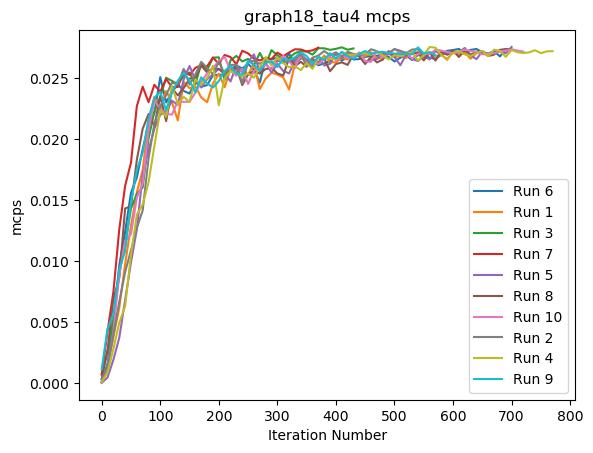 graph18_tau4 mcps
mcps
0.025
0.020
0.015
0.010
0.005
0.000
Run 6
Run 1
Run 3
Run 7
Run 5
Run 8
Run 10
Run 2
Run 4
Run 9
0 100 200 300 400 500 600 700 800
Iteration Number